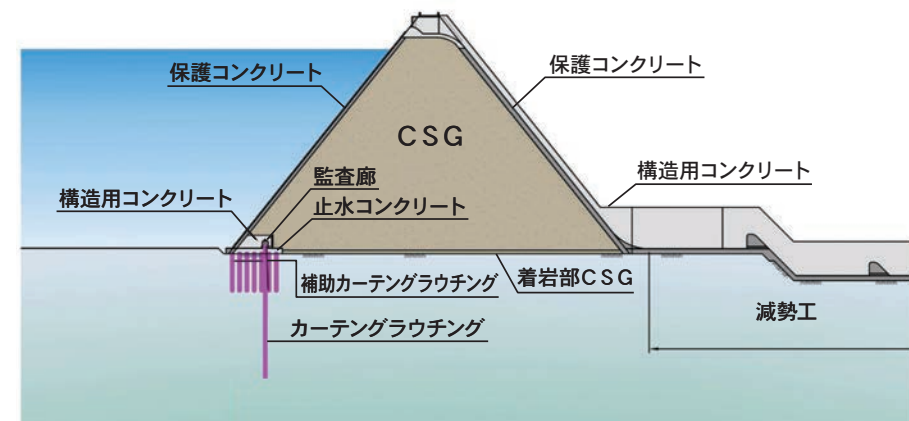 保護コンクリート
保護コンクリート
CSG
構造用コンクリート
監査廊
止水コンクリート
構造用コンクリート
補助カーテングラウチング
着岩部CSG
カーテングラウチング
減勢工